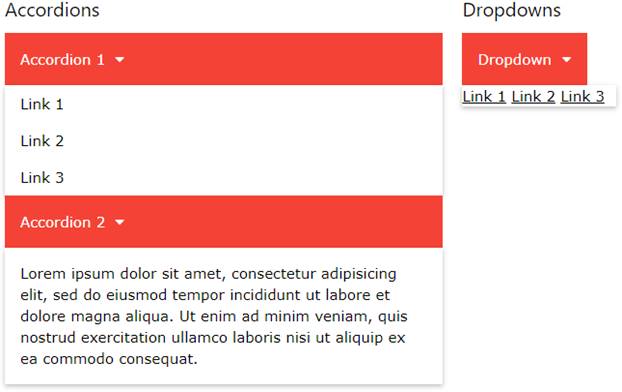 Accordions
Accordion 1
Link 1
Link 2
Link 3
Accordion 2
Lorem ipsum dolor sit amet, consectetur adipisicing
elit, sed do eiusmod tempor incididunt ut labore et
dolore magna aliqua. Ut enim ad minim veniam, quis
nostrud exercitation ullamco laboris nisi ut aliquip ex
ea commodo consequat.
Dropdowns
Dropdown
Link 1 Link 2 Link 3